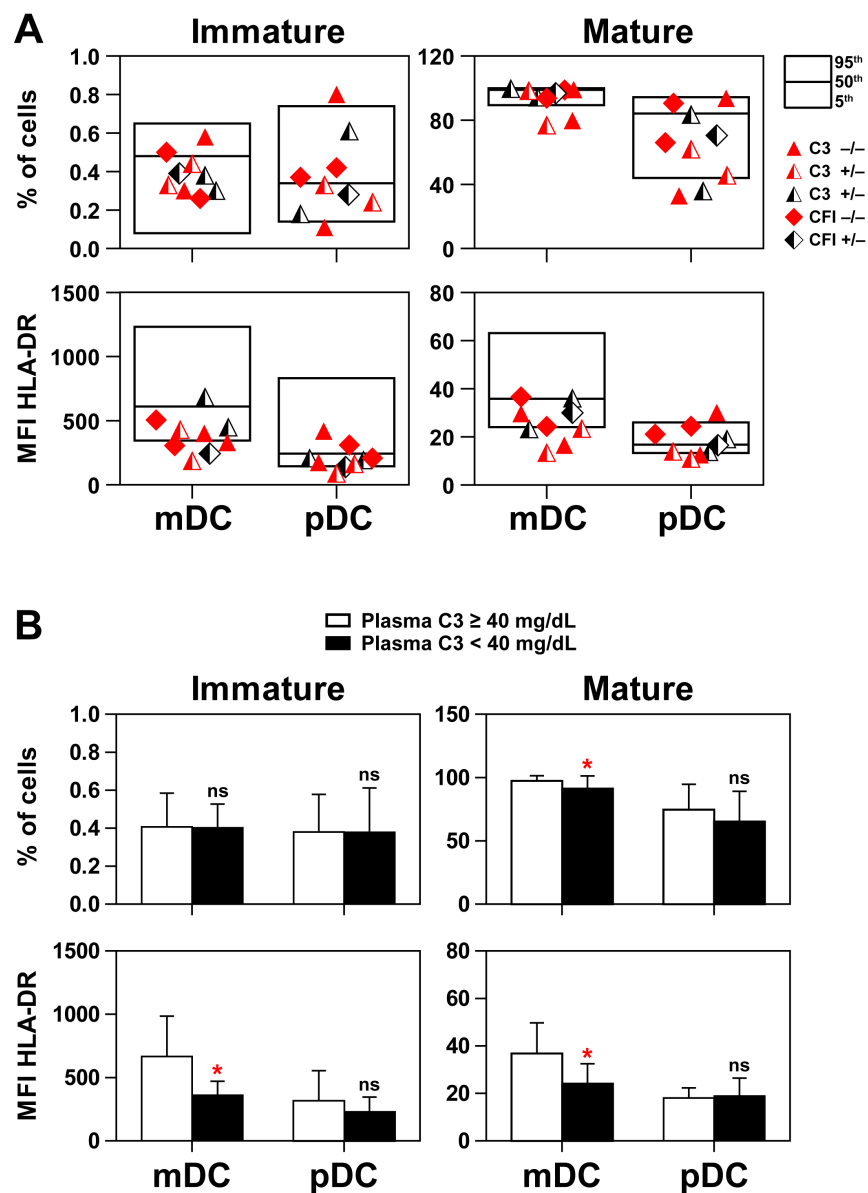 A
Immature
Mature
% of cells
1.0
0.8
0.6
0.4
0.2
0.0
120
80
40
0
95th
50th
5th
C3 –/–
C3 +/–
C3 +/–
CFI –/–
CFI +/–
MFI HLA-DR
1500
1000
500
0
80
60
40
20
0
mDC
pDC
mDC
pDC
B
Plasma C3 ≥ 40 mg/dL
Plasma C3 < 40 mg/dL
Immature
Mature
% of cells
1.0
0.8
0.6
0.4
0.2
0.0
ns
ns
150
100
50
0
*
ns
MFI HLA-DR
1500
1000
500
0
*
ns
80
60
40
20
0
*
ns
mDC
pDC
mDC
pDC